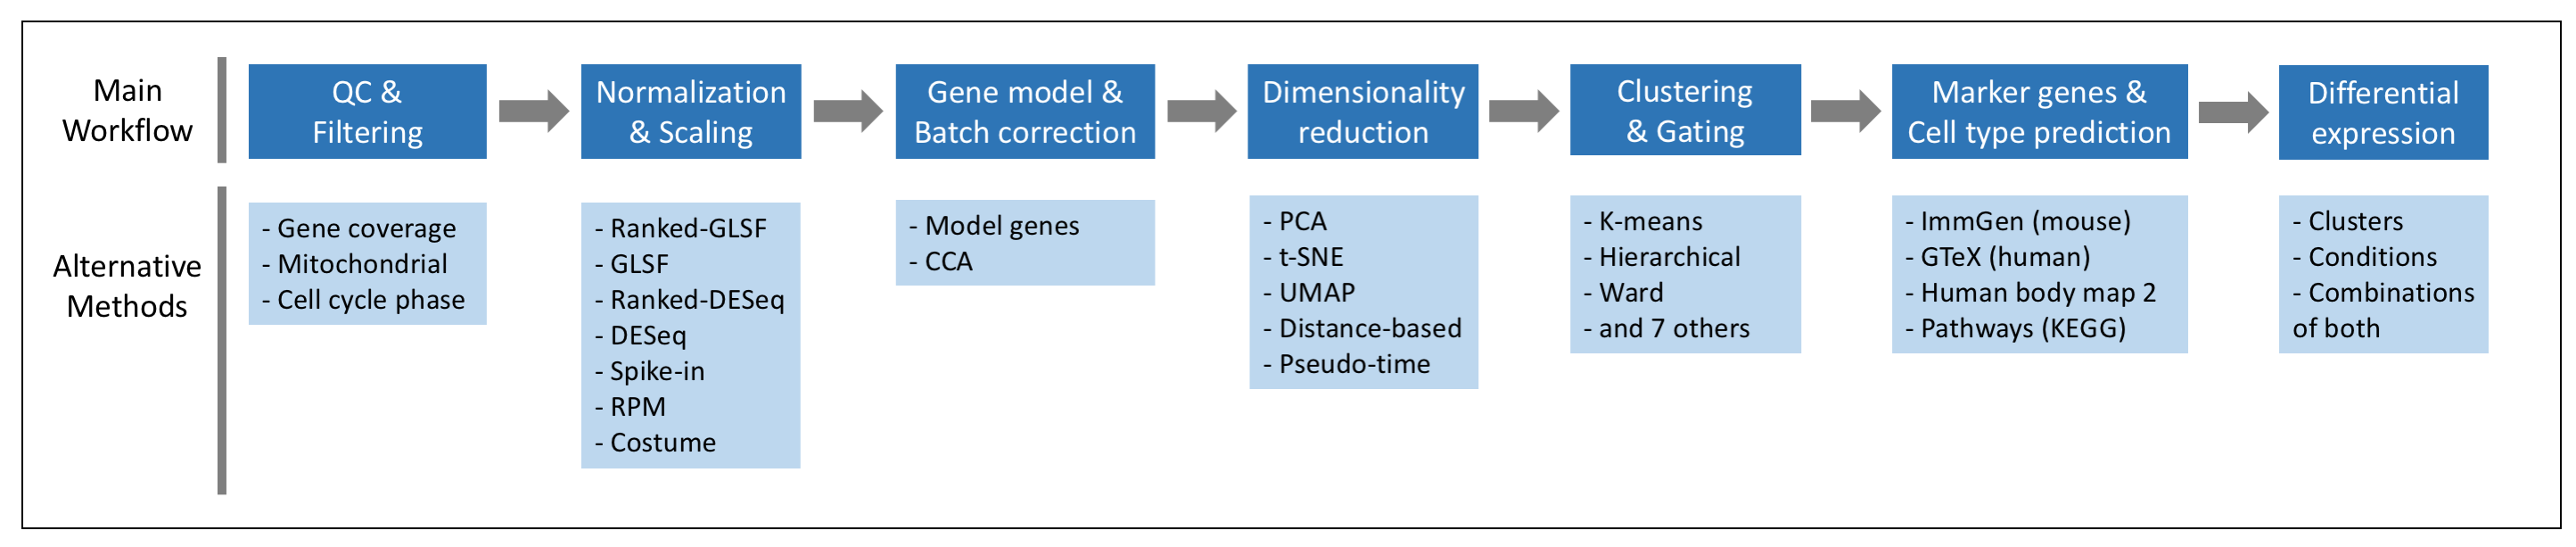 Main
Workflow
QC &
Filtering
Normalization
& Scaling
Gene model &
Batch correction
Dimensionality
reduction
Clustering
& Gating
Marker genes &
Cell type prediction
Differential
expression
Alternative
Methods
- Gene coverage
- Mitochondrial
- Cell cycle phase
- Ranked-GLSF
- GLSF
- Ranked-DESeq
- DESeq
- Spike-in
- RPM
- Costume
- Model genes
- CCA
- PCA
- t-SNE
- UMAP
- Distance-based
- Pseudo-time
- K-means
- Hierarchical
- Ward
- and 7 others
- ImmGen (mouse)
- GTeX (human)
- Human body map 2
- Pathways (KEGG)
- Clusters
- Conditions
- Combinations
of both